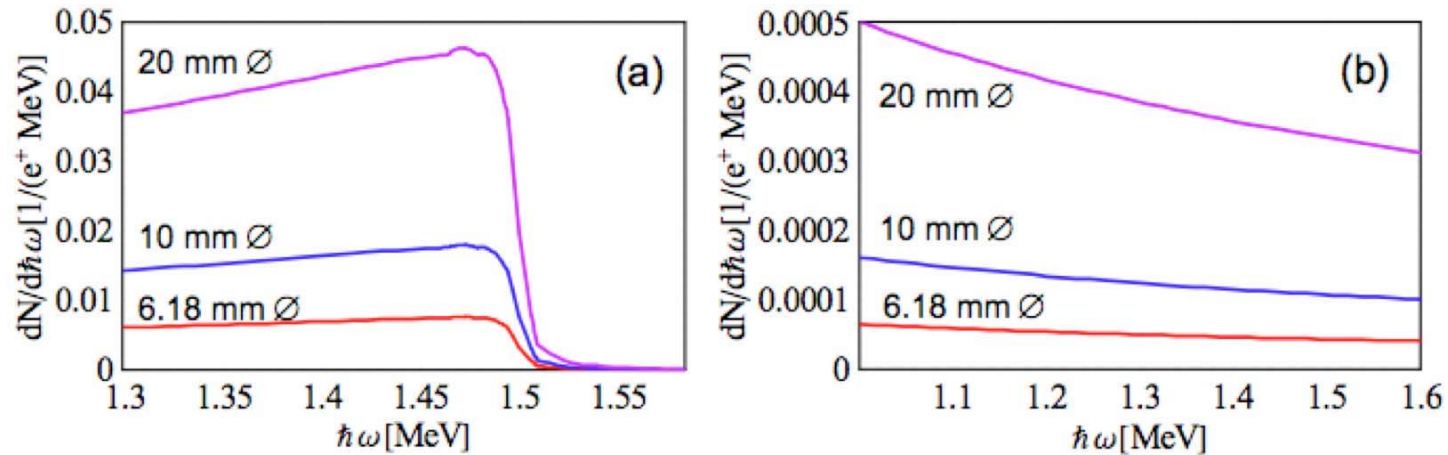 (a)
dN/dħω[1/(e⁺ MeV)]
0.05
0.04
0.03
0.02
0.01
0
20 mm Ø
10 mm Ø
6.18 mm Ø
1.3 1.35 1.4 1.45 1.5 1.55
ħω[MeV]
(b)
dN/dħω[1/(e⁺ MeV)]
0.0005
0.0004
0.0003
0.0002
0.0001
0
20 mm Ø
10 mm Ø
6.18 mm Ø
1.1 1.2 1.3 1.4 1.5 1.6
ħω[MeV]